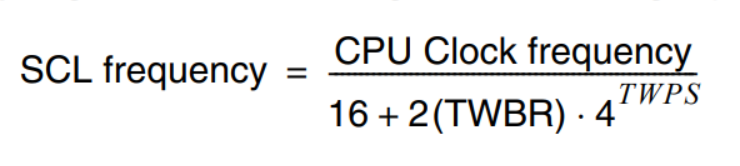 SCL frequency = CPU Clock frequency
16 + 2(TWBR) · 4^TWPS